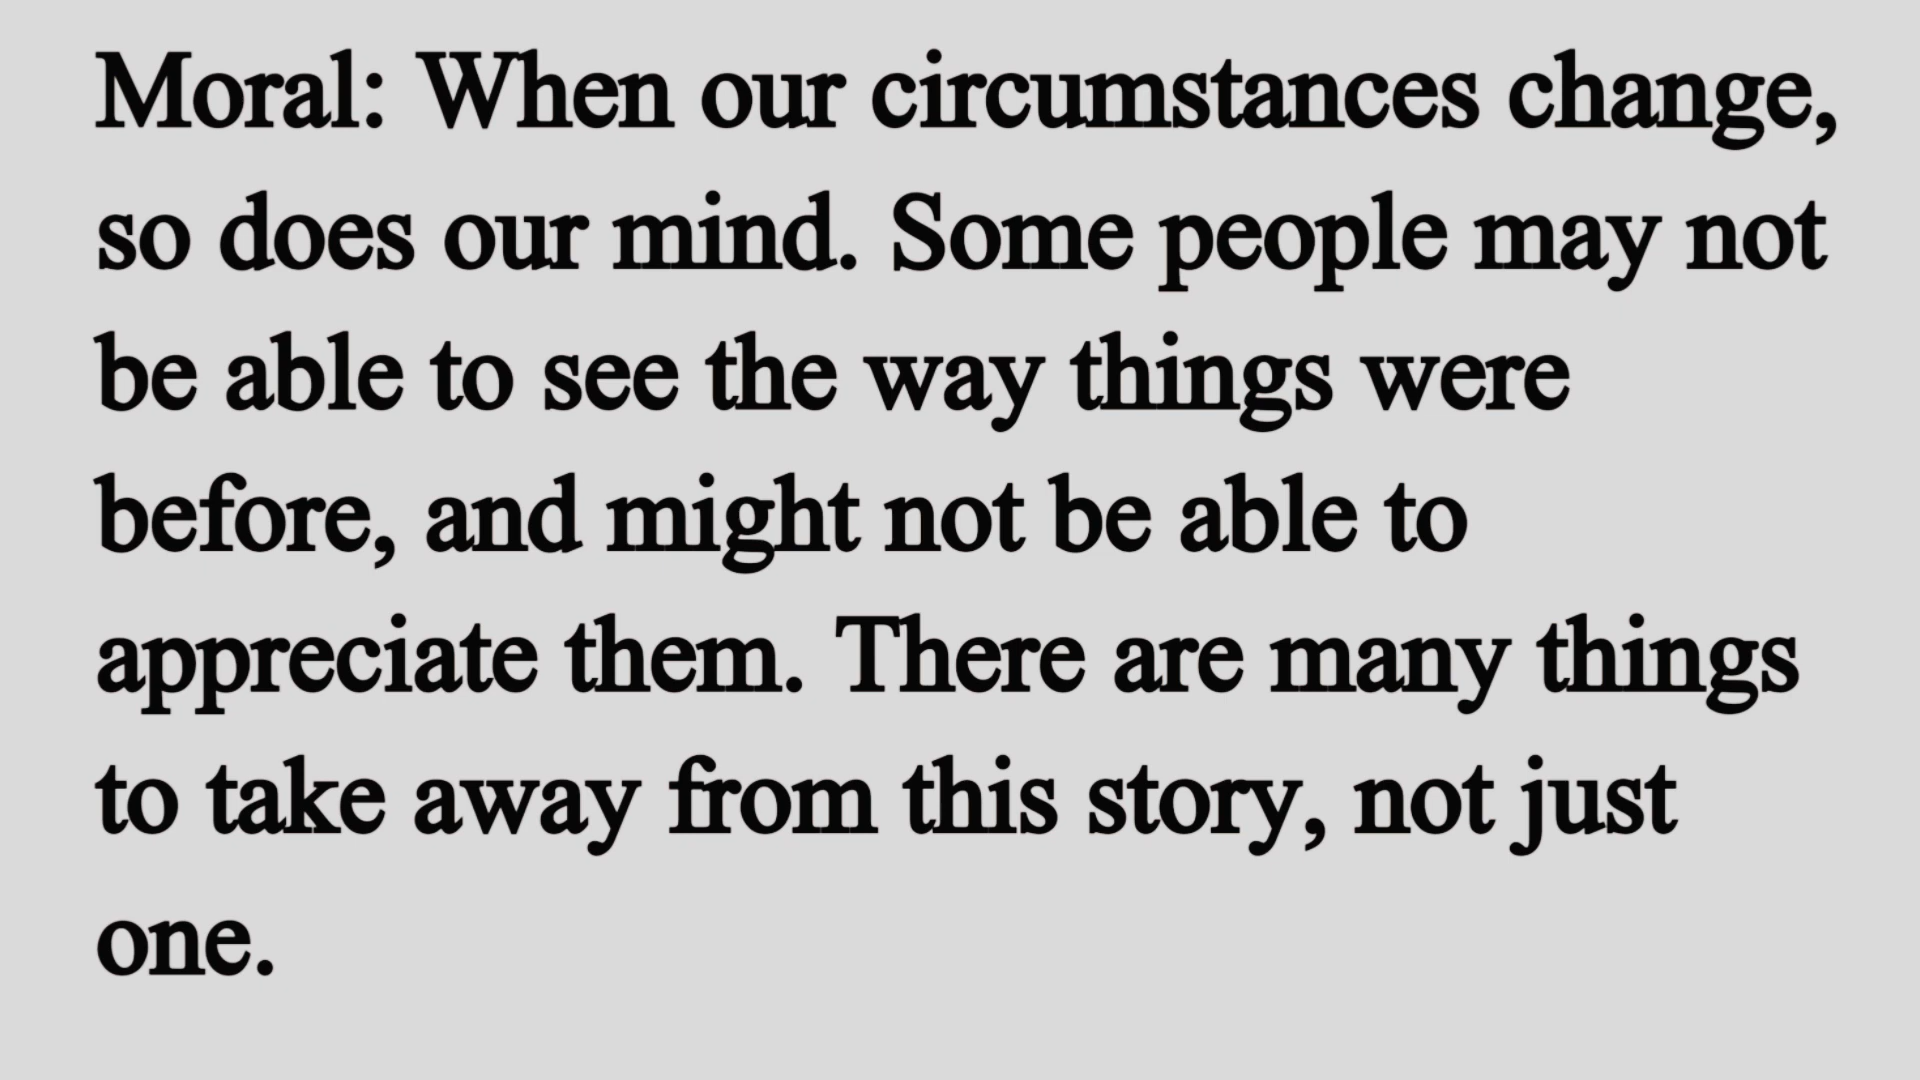 Moral: When our circumstances change,
so does our mind. Some people may not
be able to see the way things were
before, and might not be able to
appreciate them. There are many things
to take away from this story, not just
one.